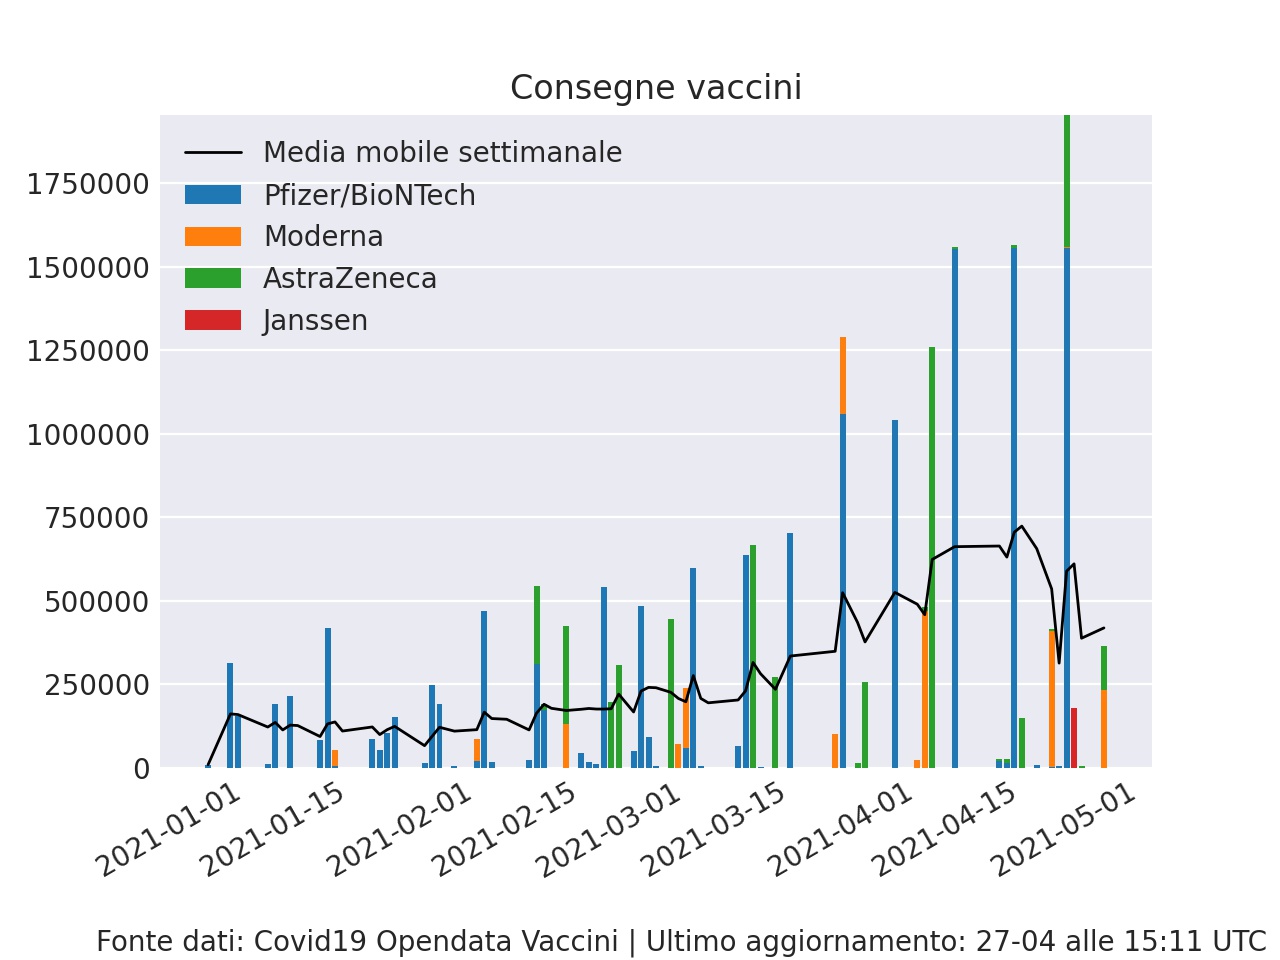 Consegne vaccini
Media mobile settimanale
Pfizer/BioNTech
Moderna
AstraZeneca
Janssen
1750000
1500000
1250000
1000000
750000
500000
250000
0
2021-01-01
2021-01-15
2021-02-01
2021-02-15
2021-03-01
2021-03-15
2021-04-01
2021-04-15
2021-05-01
Fonte dati: Covid19 Opendata Vaccini | Ultimo aggiornamento: 27-04 alle 15:11 UTC